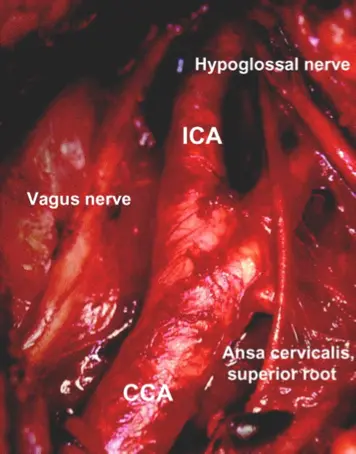 Hypoglossal nerve
ICA
Vagus nerve
Ansa cervicalis,
superior root
CCA